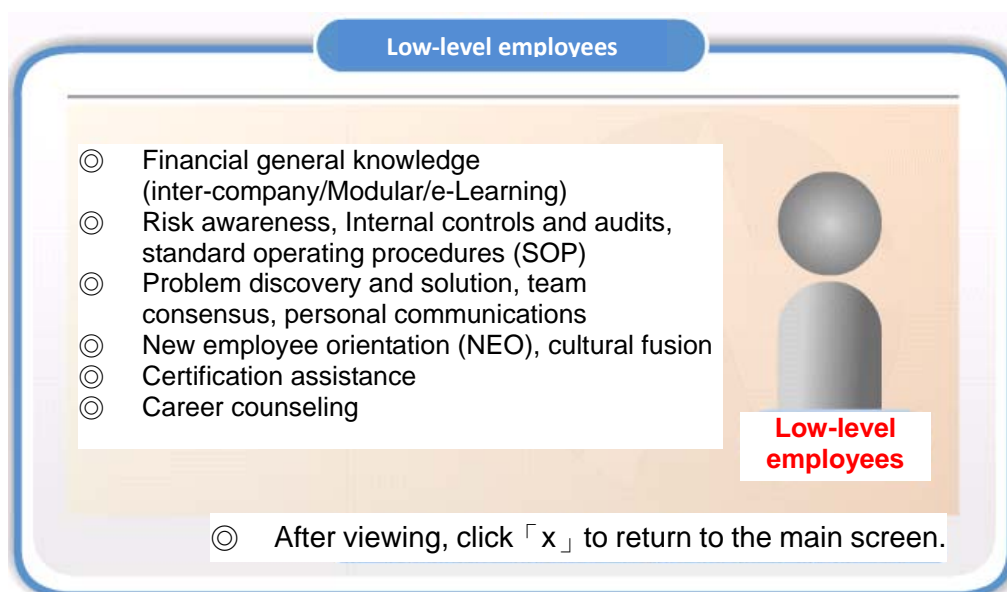 Low-level employees
◎ Financial general knowledge
(inter-company/Modular/e-Learning)
◎ Risk awareness, Internal controls and audits,
standard operating procedures (SOP)
◎ Problem discovery and solution, team
consensus, personal communications
◎ New employee orientation (NEO), cultural fusion
◎ Certification assistance
◎ Career counseling
Low-level
employees
◎ After viewing, click「x」to return to the main screen.